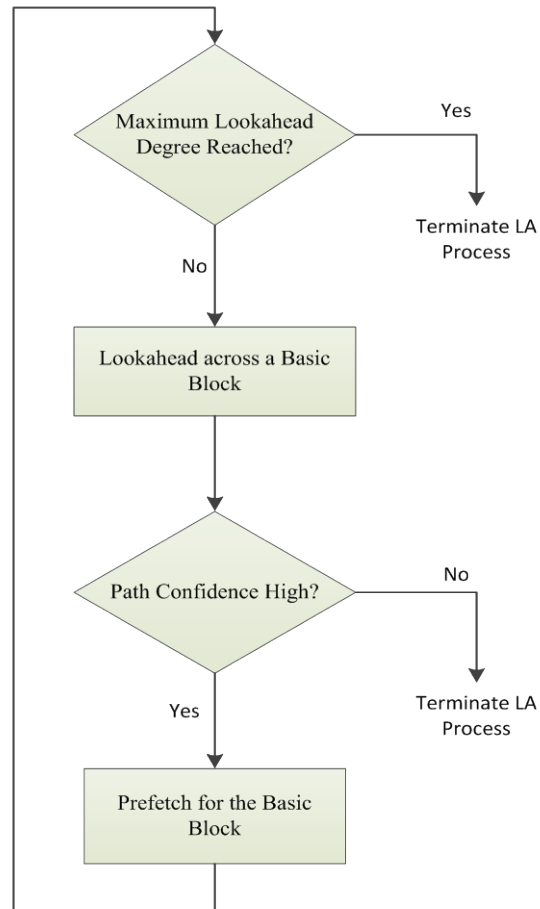 Maximum Lookahead
Degree Reached?
Yes
Terminate LA
Process
No
Lookahead across a Basic
Block
Path Confidence High?
No
Terminate LA
Process
Yes
Prefetch for the Basic
Block